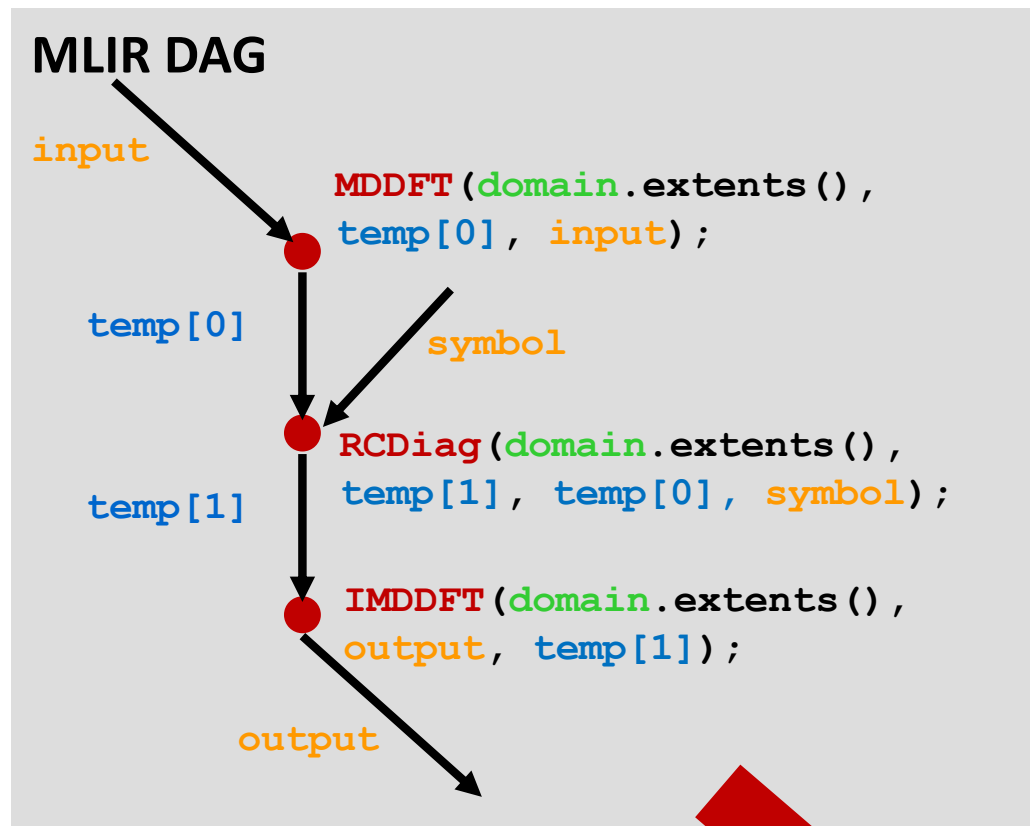 MLIR DAG
input
MDDFT(domain.extents(),
temp[0], input);
temp[0]
symbol
RCDiag(domain.extents(),
temp[1], temp[0], symbol);
temp[1]
IMDDFT(domain.extents(),
output, temp[1]);
output